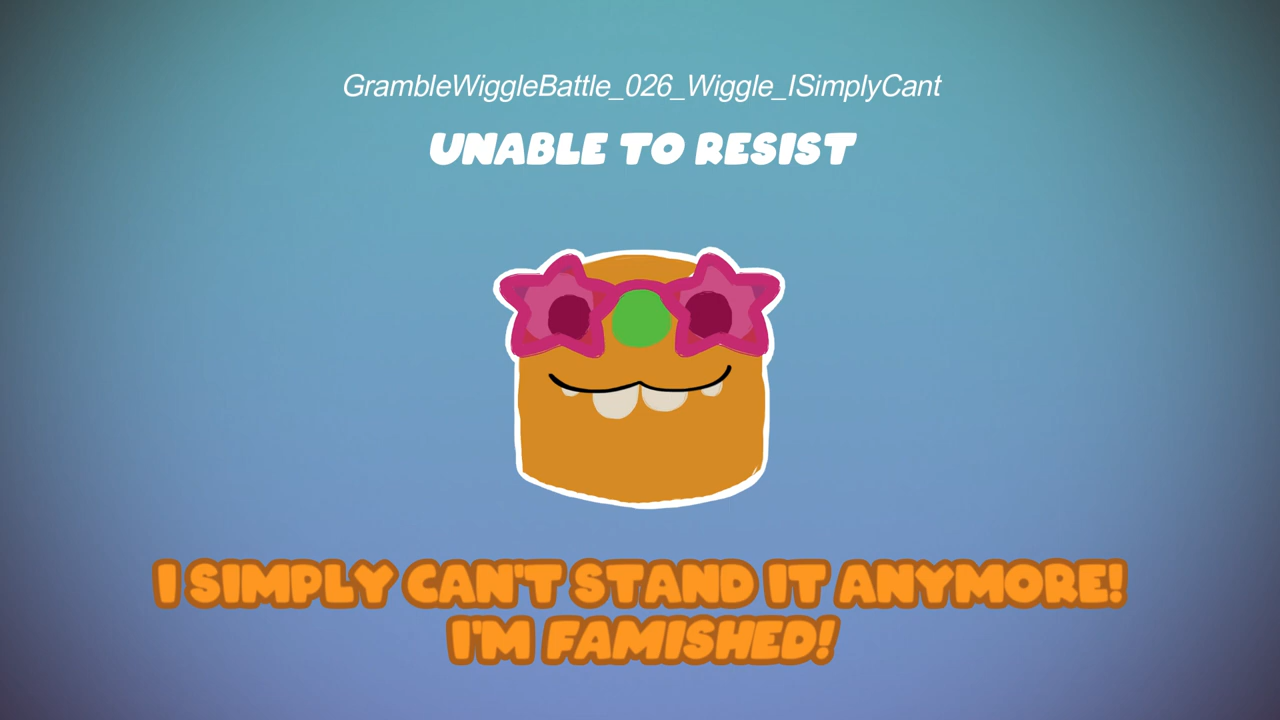 GrambleWiggleBattle_026_Wiggle_ISimplyCant
UNABLE TO RESIST
I SIMPLY CAN'T STAND IT ANYMORE!
I'M FAMISHED!